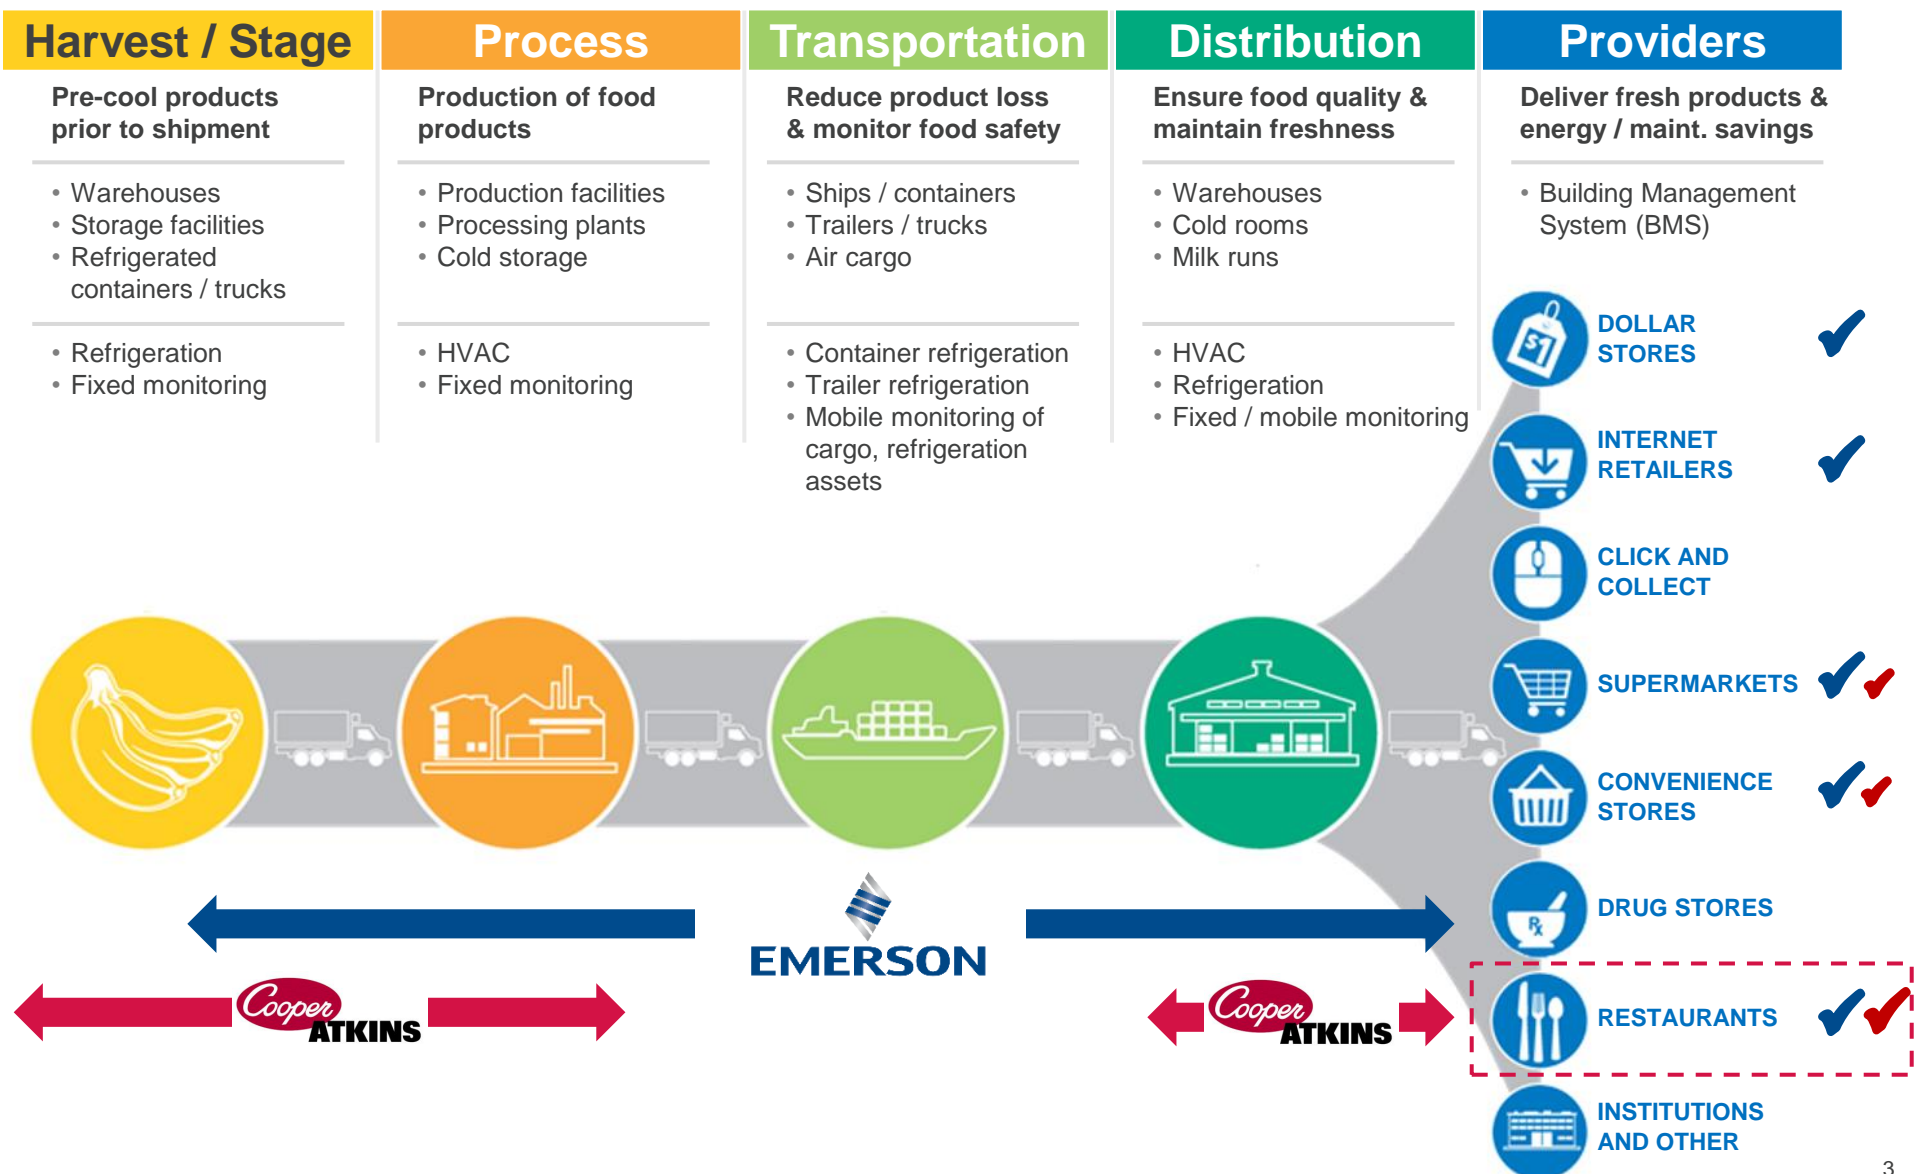 Harvest / Stage
Pre-cool products
prior to shipment
• Warehouses
• Storage facilities
• Refrigerated
containers / trucks
• Refrigeration
• Fixed monitoring
Process
Production of food
products
• Production facilities
• Processing plants
• Cold storage
• HVAC
• Fixed monitoring
Transportation
Reduce product loss
& monitor food safety
• Ships / containers
• Trailers / trucks
• Air cargo
• Container refrigeration
• Trailer refrigeration
• Mobile monitoring of
cargo, refrigeration
assets
Distribution
Ensure food quality &
maintain freshness
• Warehouses
• Cold rooms
• Milk runs
• HVAC
• Refrigeration
• Fixed / mobile monitoring
Providers
Deliver fresh products &
energy / maint. savings
• Building Management
System (BMS)
$1
DOLLAR
STORES
INTERNET
RETAILERS
CLICK AND
COLLECT
SUPERMARKETS
CONVENIENCE
STORES
Rx
DRUG STORES
RESTAURANTS
INSTITUTIONS
AND OTHER
EMERSON
Cooper
ATKINS
Cooper
ATKINS
3